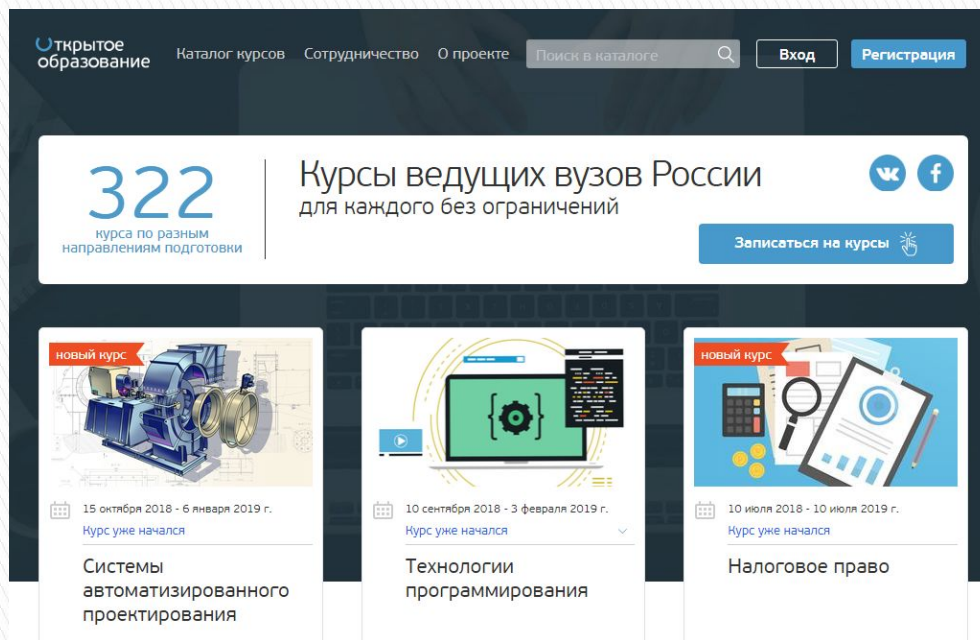 Открытое
образование
Каталог курсов
Сотрудничество
О проекте
Поиск в каталоге
Вход
Регистрация
322
курса по разным
направлениям подготовки
Курсы ведущих вузов России
для каждого без ограничений
Записаться на курсы
новый курс
15 октября 2018 - 6 января 2019 г.
Курс уже начался
Системы
автоматизированного
проектирования
10 сентября 2018 - 3 февраля 2019 г.
Курс уже начался
Технологии
программирования
новый курс
10 июля 2018 - 10 июля 2019 г.
Курс уже начался
Налоговое право